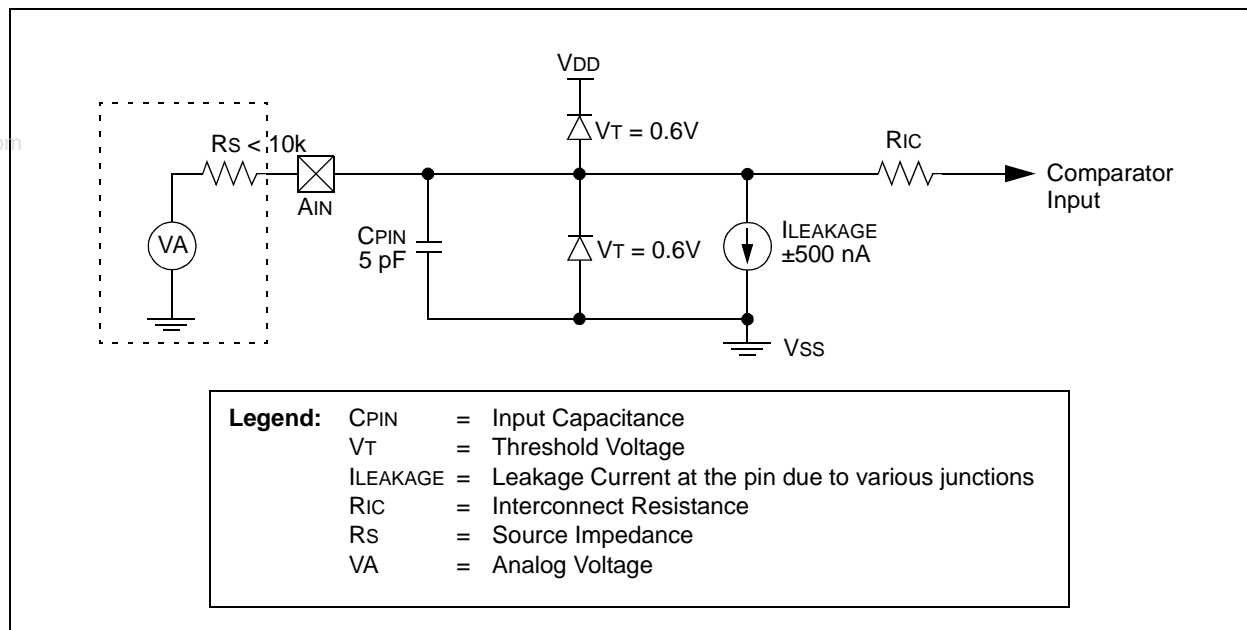 VDD
om
RS < 10k
VT = 0.6V
RIC
AIN
Comparator
Input
VA
CPIN
5 pF
VT = 0.6V
ILEAKAGE
±500 nA
VSS
Legend: CPIN = Input Capacitance
VT = Threshold Voltage
ILEAKAGE = Leakage Current at the pin due to various junctions
RIC = Interconnect Resistance
RS = Source Impedance
VA = Analog Voltage